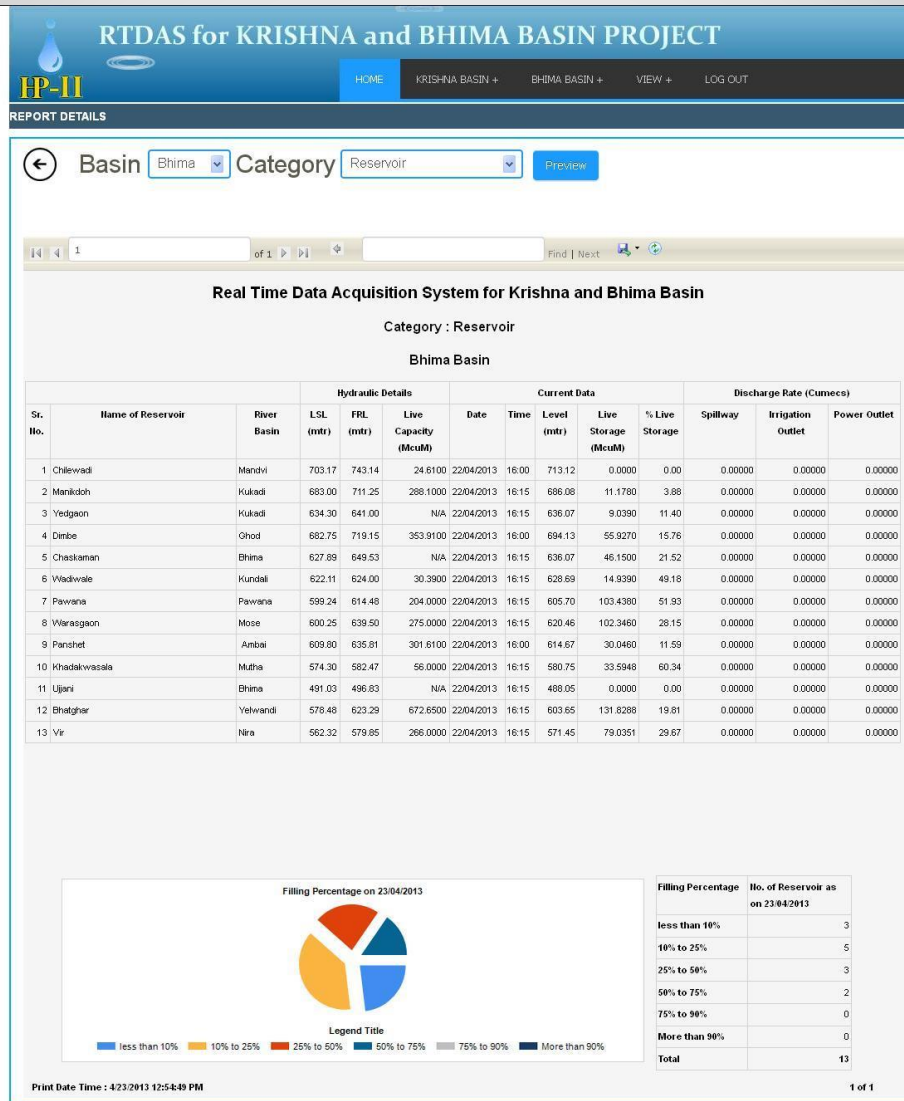 RTDAS for KRISHNA and BHIMA BASIN PROJECT
HP-II
HOME KRISHNA BASIN + BHIMA BASIN + VIEW + LOG OUT
REPORT DETAILS
Basin Bhima Category Reservoir Preview
1 of 1 Find | Next
Real Time Data Acquisition System for Krishna and Bhima Basin
Category : Reservoir
Bhima Basin
Hydraulic Details Current Data Discharge Rate (Cumecs)
Sr. No. Name of Reservoir River Basin LSL (mtr) FRL (mtr) Live Capacity (McuM) Date Time Level (mtr) Live Storage (McuM) % Live Storage Spillway Irrigation Outlet Power Outlet
1 Chilewadi Mandvi 703.17 743.14 24.6100 22/04/2013 16:00 713.12 0.0000 0.00 0.00000 0.00000 0.00000
2 Manikdoh Kukadi 683.00 711.25 288.1000 22/04/2013 16:15 686.08 11.1780 3.88 0.00000 0.00000 0.00000
3 Yedgaon Kukadi 634.30 641.00 N/A 22/04/2013 16:15 636.07 9.0390 11.40 0.00000 0.00000 0.00000
4 Dimbe Ghod 682.75 719.15 353.9100 22/04/2013 16:00 694.13 55.9270 15.76 0.00000 0.00000 0.00000
5 Chaskaman Bhima 627.89 649.53 N/A 22/04/2013 16:15 636.07 46.1500 21.52 0.00000 0.00000 0.00000
6 Wadiwale Kundali 622.11 624.00 30.3900 22/04/2013 16:15 628.69 14.9390 49.18 0.00000 0.00000 0.00000
7 Pawana Pawana 599.24 614.48 204.0000 22/04/2013 16:15 605.70 103.4380 51.93 0.00000 0.00000 0.00000
8 Warasgaon Mose 600.25 639.50 275.0000 22/04/2013 16:15 620.46 102.3460 28.15 0.00000 0.00000 0.00000
9 Panshet Ambai 609.80 635.81 301.6100 22/04/2013 16:00 614.67 30.0460 11.59 0.00000 0.00000 0.00000
10 Khadakwasala Mutha 574.30 582.47 56.0000 22/04/2013 16:15 580.75 33.5948 60.34 0.00000 0.00000 0.00000
11 Ujjani Bhima 491.03 496.83 N/A 22/04/2013 16:15 488.05 0.0000 0.00 0.00000 0.00000 0.00000
12 Bhatghar Yelwandi 578.48 623.29 672.6500 22/04/2013 16:15 603.65 131.8288 19.81 0.00000 0.00000 0.00000
13 Vir Nira 562.32 579.85 266.0000 22/04/2013 16:15 571.45 79.0351 29.67 0.00000 0.00000 0.00000
Filling Percentage on 23/04/2013
Legend Title
less than 10% 10% to 25% 25% to 50% 50% to 75% 75% to 90% More than 90%
Filling Percentage No. of Reservoir as on 23/04/2013
less than 10% 3
10% to 25% 5
25% to 50% 3
50% to 75% 2
75% to 90% 0
More than 90% 0
Total 13
Print Date Time : 4/23/2013 12:54:49 PM 1 of 1